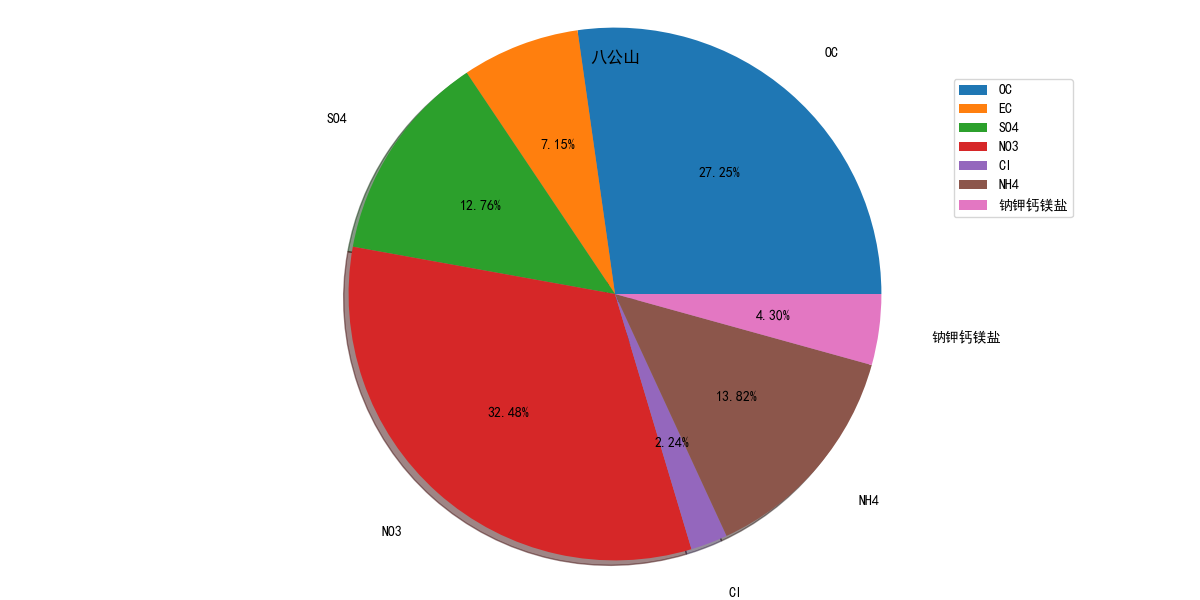 八公山
OC
SO4
NO3
Cl
NH4
钠钾钙镁盐
27.25%
7.15%
12.76%
32.48%
2.24%
13.82%
4.30%
OC
EC
SO4
NO3
Cl
NH4
钠钾钙镁盐